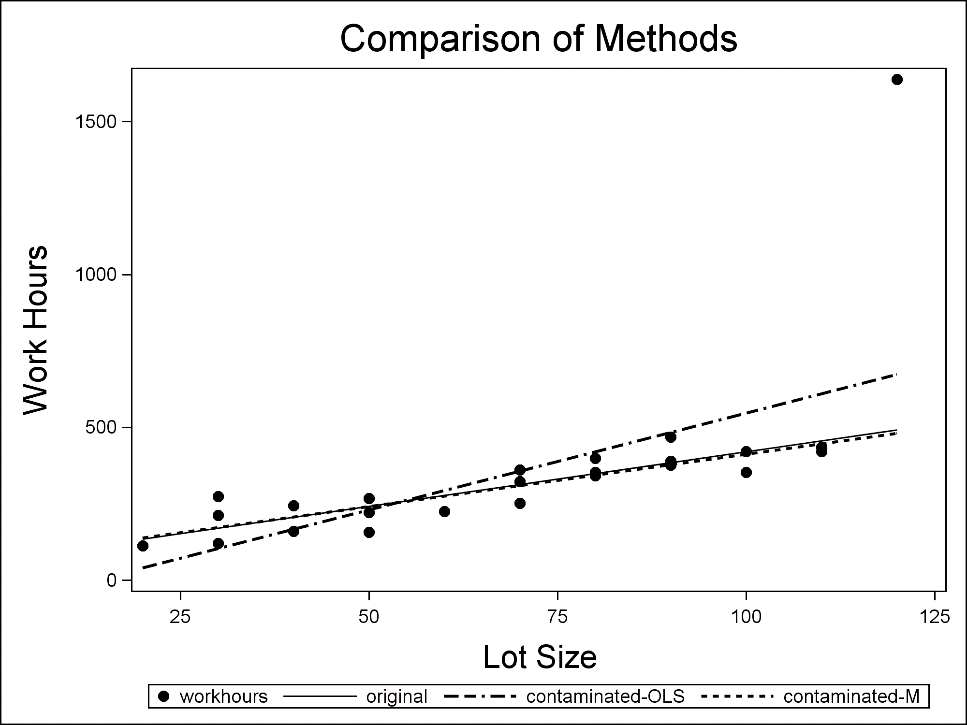 Comparison of Methods
1500
1000
500
0
Work Hours
25 50 75 100 125
Lot Size
workhours original contaminated-OLS contaminated-M